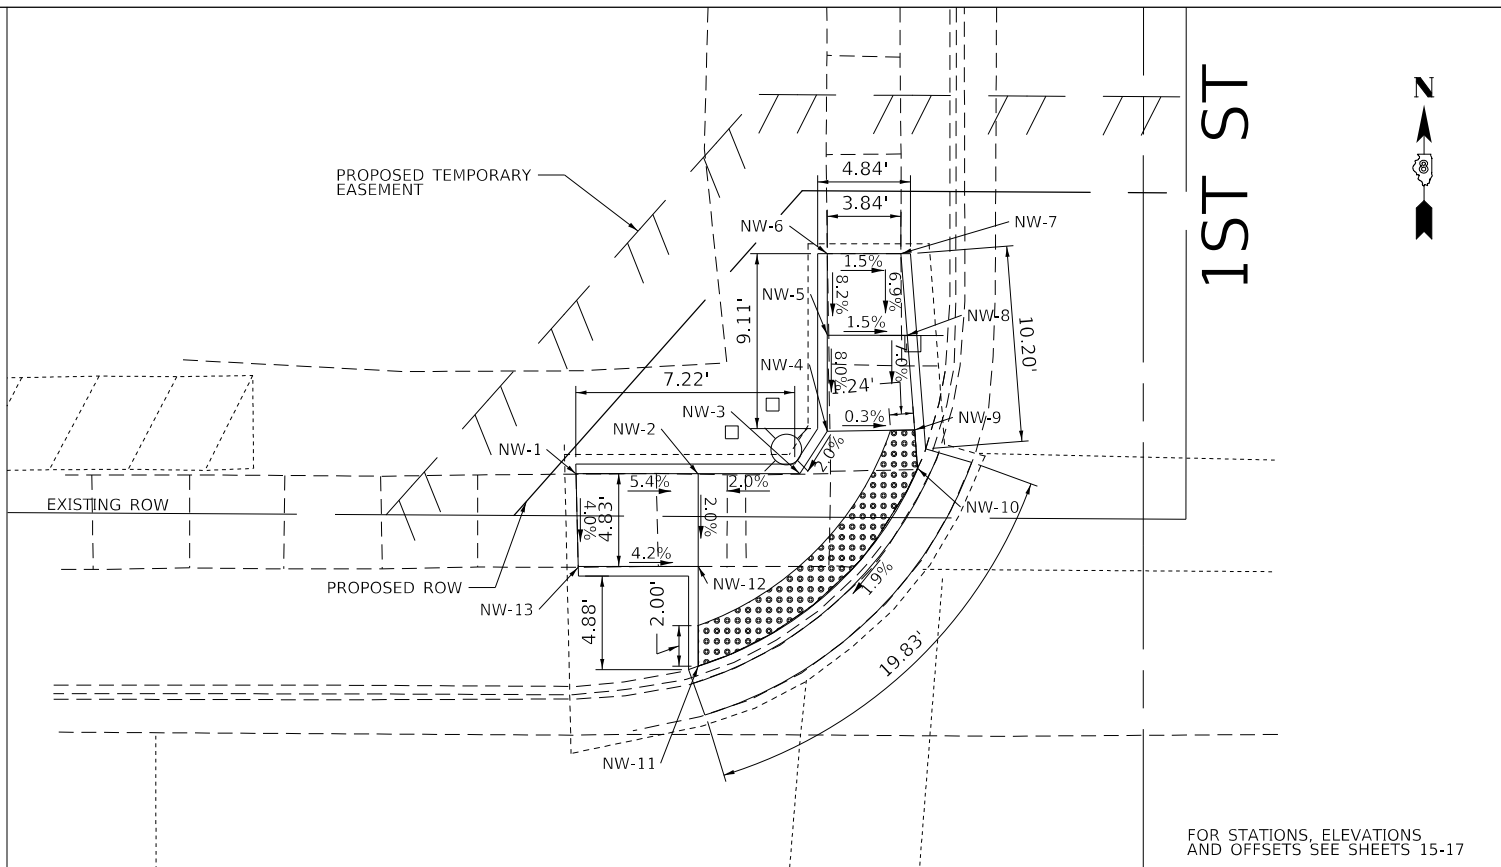 1ST ST
N
8
PROPOSED TEMPORARY
EASEMENT
4.84'
3.84'
NW-6
NW-7
1.5%
8.2%
6.9%
NW-5
9.11'
1.5%
NW-8
10.20'
NW-4
8.0%
7.0%
1.24'
7.22'
NW-3
0.3%
NW-9
NW-2
2.0%
NW-1
5.4%
2.0%
EXISTING ROW
4.0%
4.83'
2.0%
NW-10
4.2%
PROPOSED ROW
NW-12
NW-13
4.88'
2.00'
1.9%
19.83'
NW-11
FOR STATIONS, ELEVATIONS
AND OFFSETS SEE SHEETS 15-17